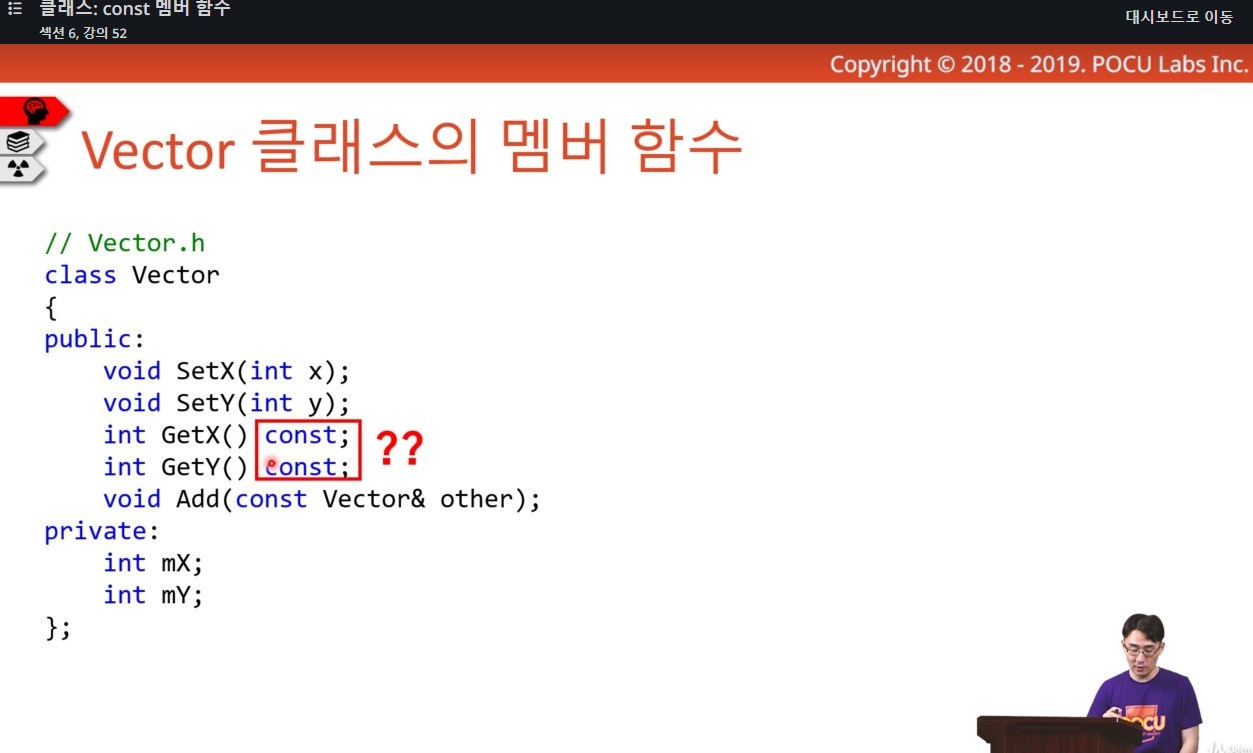 클래스: const 멤버 함수
섹션 6, 강의 52
대시보드로 이동
Copyright © 2018 - 2019. POCU Labs Inc.
Vector 클래스의 멤버 함수
// Vector.h
class Vector
{
public:
    void SetX(int x);
    void SetY(int y);
    int GetX() const;
    int GetY() const;
??
    void Add(const Vector& other);
private:
    int mX;
    int mY;
};
POCU